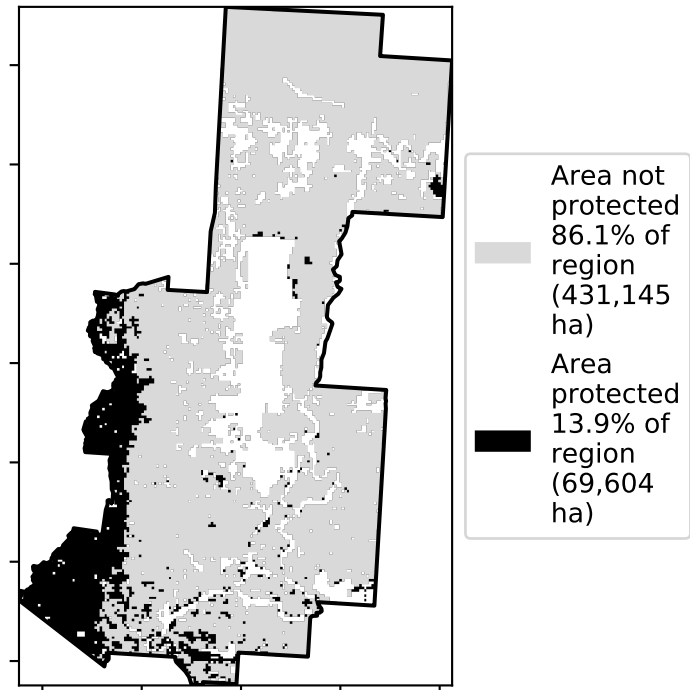 Area not
protected
86.1% of
region
(431,145
ha)
Area
protected
13.9% of
region
(69,604
ha)